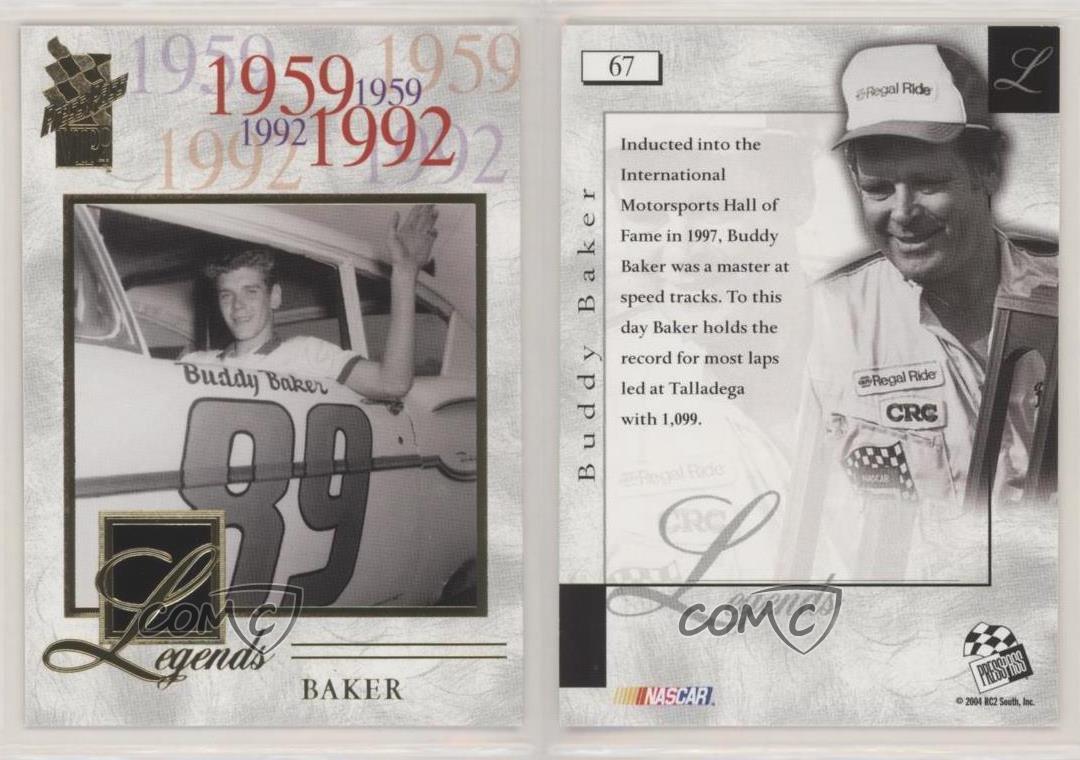 1959 1959 1959
1959
1992
1992 1992 1992
PREMIUM
VIP
Buddy Baker
89
Legends
BAKER
COMC
67
L
Regal Ride
Inducted into the
International
Motorsports Hall of
Fame in 1997, Buddy
Baker was a master at
speed tracks. To this
day Baker holds the
record for most laps
led at Talladega
with 1,099.
Buddy Baker
Regal Ride
CRC
NASCAR
Regal Ride
CRC
Legends
COMC
NASCAR
PRESS PASS
© 2004 RC2 South, Inc.